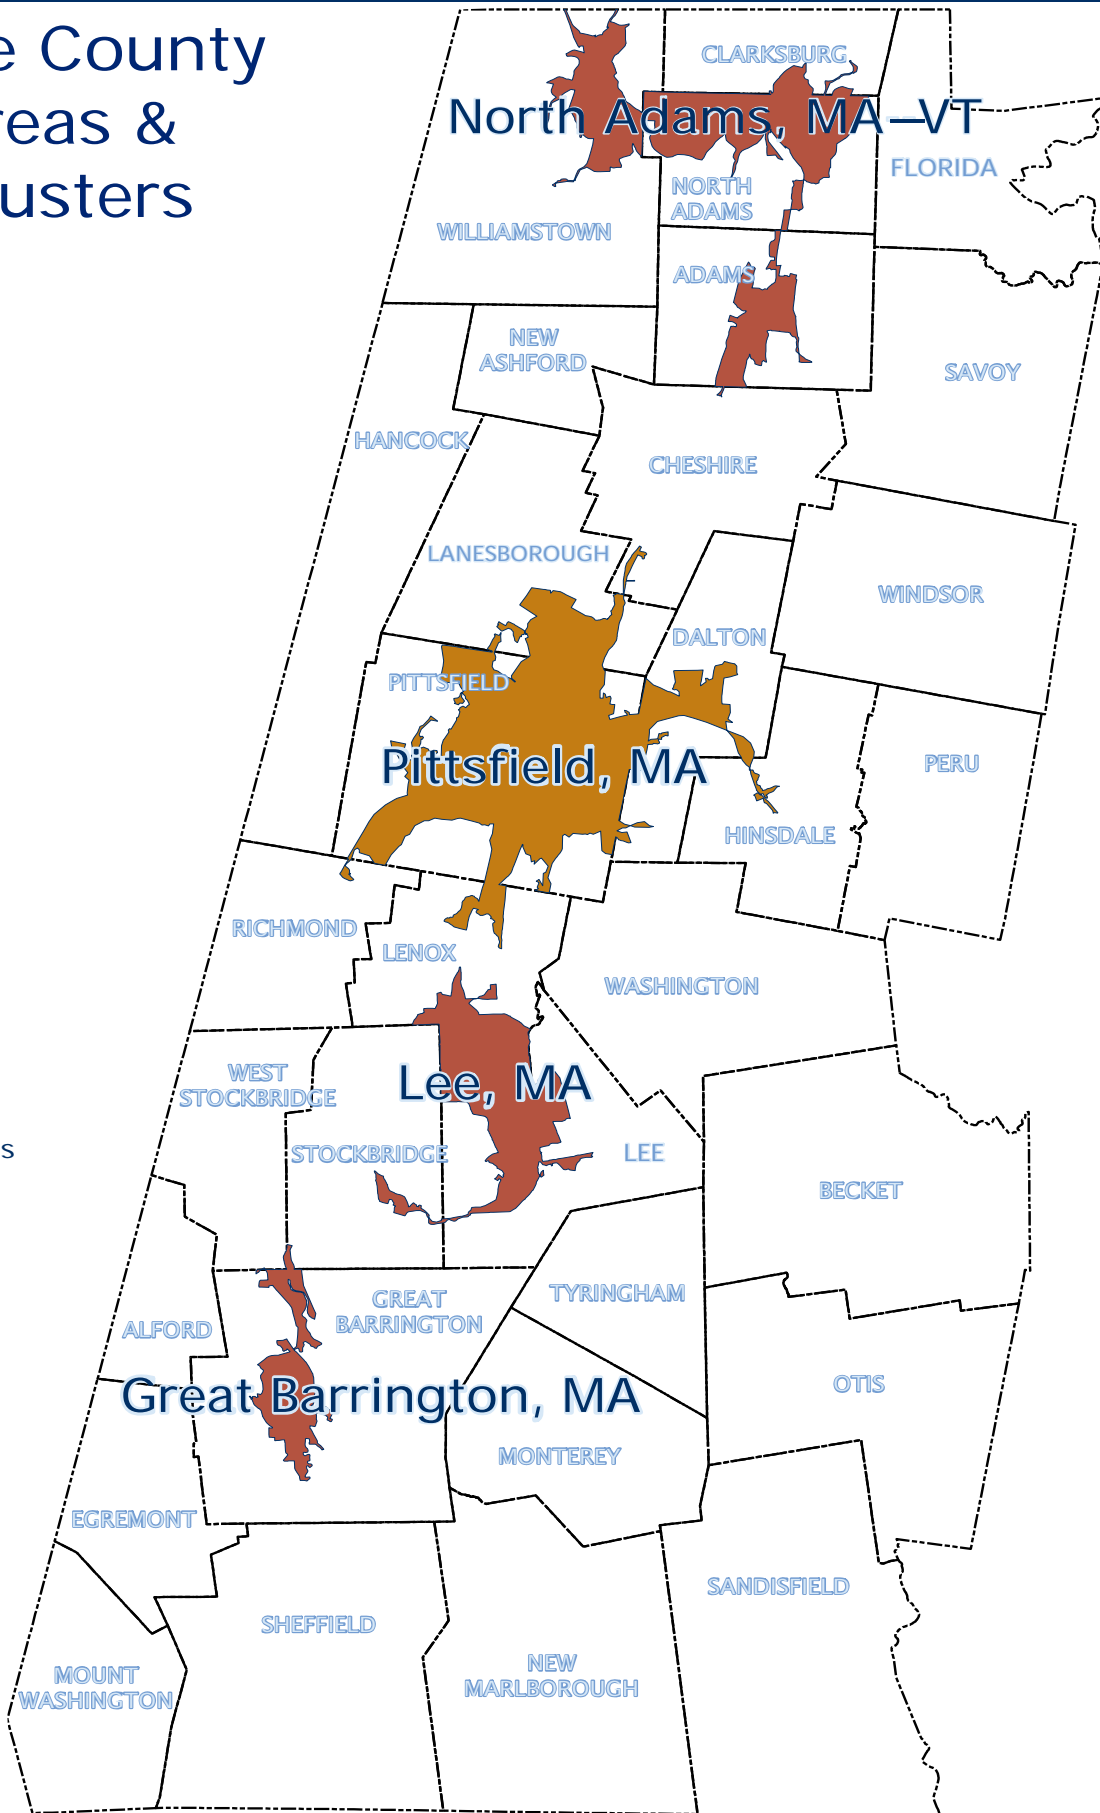 e County
reas &
usters
CLARKSBURG
North Adams, MA–VT
FLORIDA
NORTH
ADAMS
WILLIAMSTOWN
ADAMS
NEW
ASHFORD
SAVOY
HANCOCK
CHESHIRE
LANESBOROUGH
WINDSOR
DALTON
PITTSFIELD
Pittsfield, MA
PERU
HINSDALE
RICHMOND
LENOX
WASHINGTON
WEST
STOCKBRIDGE
Lee, MA
s
STOCKBRIDGE
LEE
BECKET
TYRINGHAM
GREAT
BARRINGTON
ALFORD
OTIS
Great Barrington, MA
MONTEREY
EGREMONT
SANDISFIELD
SHEFFIELD
NEW
MARLBOROUGH
MOUNT
WASHINGTON